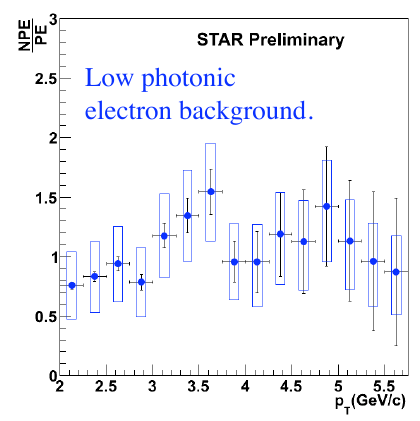 NPE
PE
3
2.5
2
1.5
1
0.5
0
STAR Preliminary
Low photonic
electron background.
2 2.5 3 3.5 4 4.5 5 5.5
p_T(GeV/c)